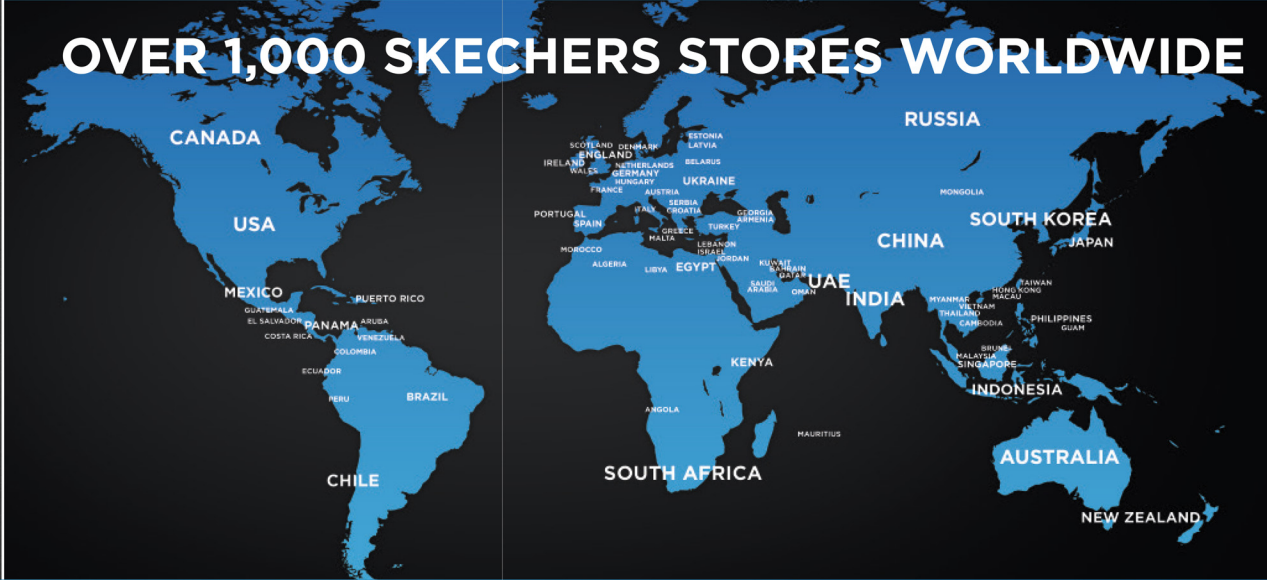 OVER 1,000 SKECHERS STORES WORLDWIDE
CANADA
USA
MEXICO
GUATEMALA
EL SALVADOR
COSTA RICA
PANAMA
PUERTO RICO
ARUBA
VENEZUELA
COLOMBIA
ECUADOR
PERU
BRAZIL
CHILE
SCOTLAND
DENMARK
ENGLAND
IRELAND
WALES
NETHERLANDS
GERMANY
HUNGARY
FRANCE
AUSTRIA
ESTONIA
LATVIA
BELARUS
UKRAINE
SERBIA
CROATIA
ITALY
PORTUGAL
SPAIN
GREECE
MALTA
TURKEY
GEORGIA
ARMENIA
LEBANON
ISRAEL
JORDAN
MOROCCO
ALGERIA
LIBYA
EGYPT
KUWAIT
BAHRAIN
QATAR
SAUDI
ARABIA
OMAN
UAE
INDIA
KENYA
ANGOLA
MAURITIUS
SOUTH AFRICA
RUSSIA
MONGOLIA
SOUTH KOREA
CHINA
JAPAN
TAIWAN
HONG KONG
MACAU
MYANMAR
VIETNAM
THAILAND
CAMBODIA
PHILIPPINES
GUAM
BRUNEI
MALAYSIA
SINGAPORE
INDONESIA
AUSTRALIA
NEW ZEALAND